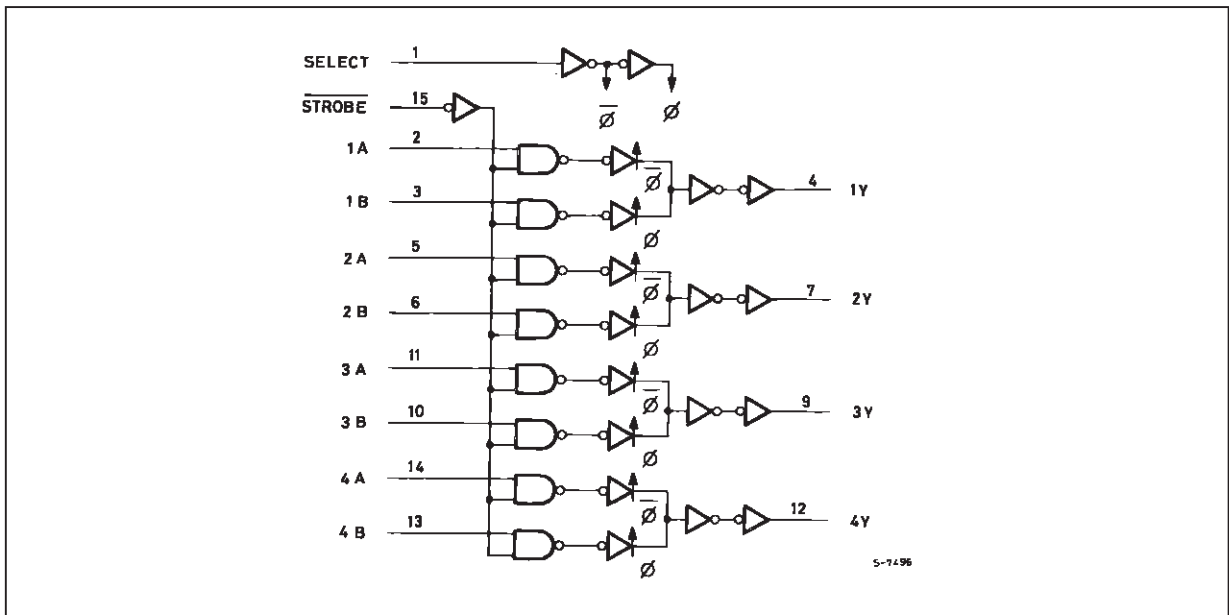 SELECT 1
S̅T̅R̅O̅B̅E̅ 15
Ø̅ Ø
1A 2
Ø̅
4 1Y
1B 3
Ø
2A 5
Ø̅
7 2Y
2B 6
Ø
3A 11
Ø̅
9 3Y
3B 10
Ø
4A 14
Ø̅
12 4Y
4B 13
Ø
S-7496